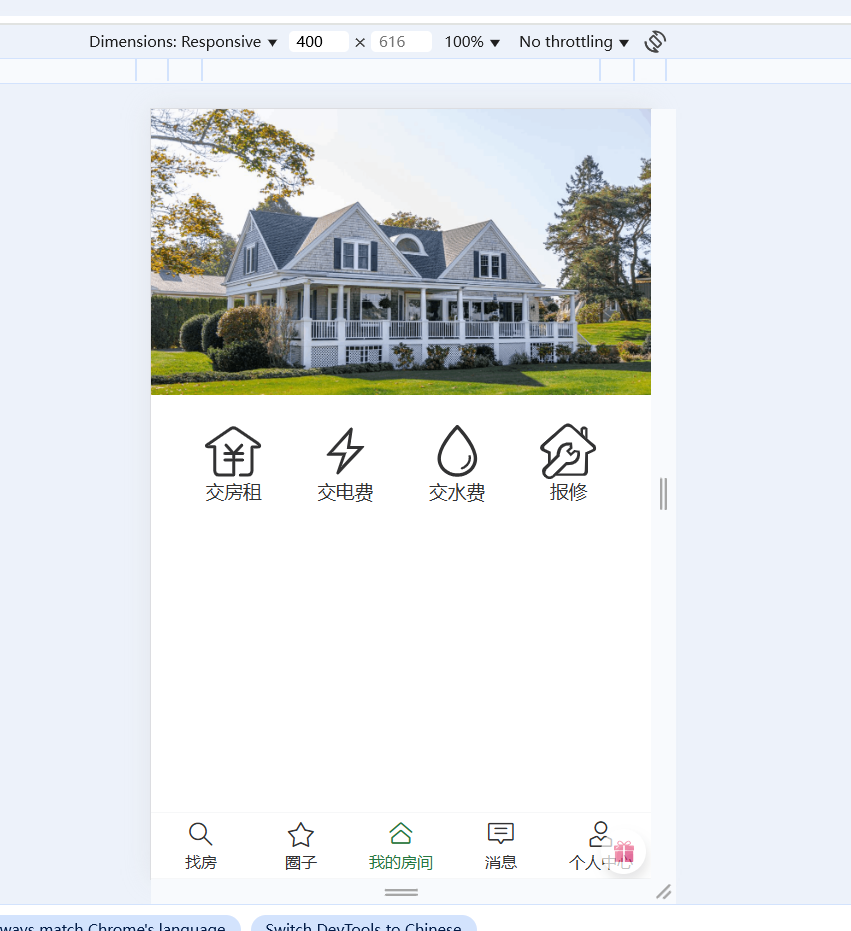 Dimensions: Responsive ▼ 400 × 616 100% ▼ No throttling ▼
交房租 交电费 交水费 报修
找房 圈子 我的房间 消息 个人中心
ways match Chrome's language Switch DevTools to Chinese